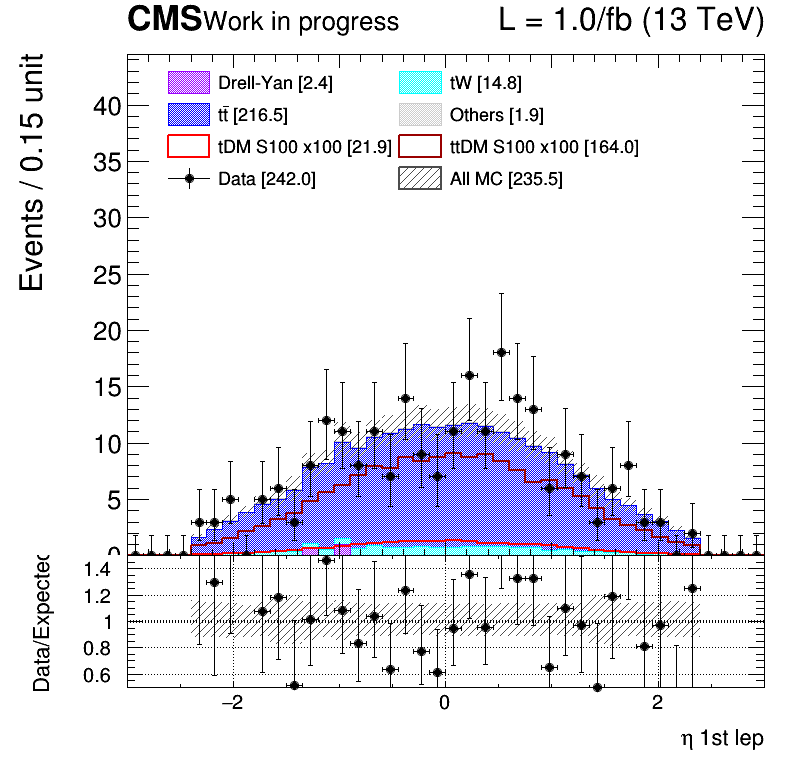 CMS Work in progress L = 1.0/fb (13 TeV)
Events / 0.15 unit
Drell-Yan [2.4] tW [14.8]
tt̄ [216.5] Others [1.9]
tDM S100 x100 [21.9] ttDM S100 x100 [164.0]
Data [242.0] All MC [235.5]
40
35
30
25
20
15
10
5
0
Data/Expected
1.4
1.2
1
0.8
0.6
−2 0 2
η 1st lep